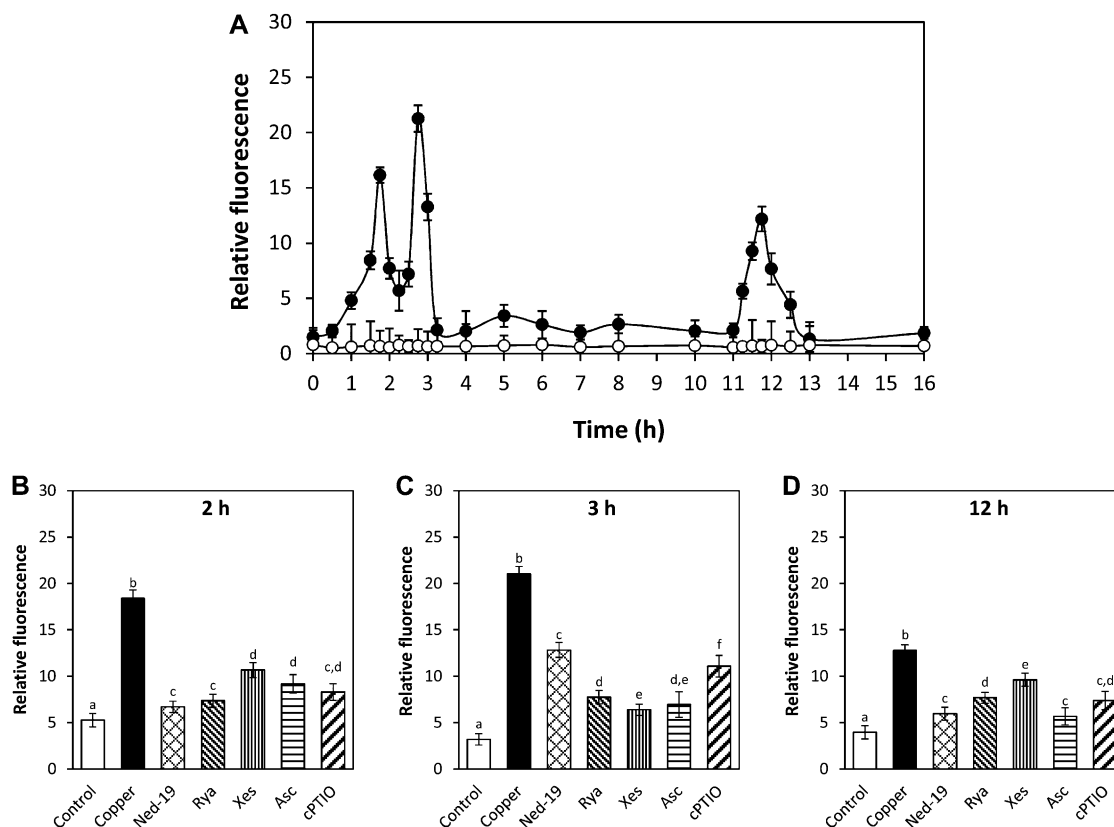 A
30
25
20
15
10
5
0
Relative fluorescence
0 1 2 3 4 5 6 7 8 9 10 11 12 13 14 15 16
Time (h)
B
2 h
30
25
20
15
10
5
0
Relative fluorescence
a b c c d d c,d
Control Copper Ned-19 Rya Xes Asc cPTIO
C
3 h
30
25
20
15
10
5
0
Relative fluorescence
a b c d e d,e f
Control Copper Ned-19 Rya Xes Asc cPTIO
D
12 h
30
25
20
15
10
5
0
Relative fluorescence
a b c d e c c,d
Control Copper Ned-19 Rya Xes Asc cPTIO